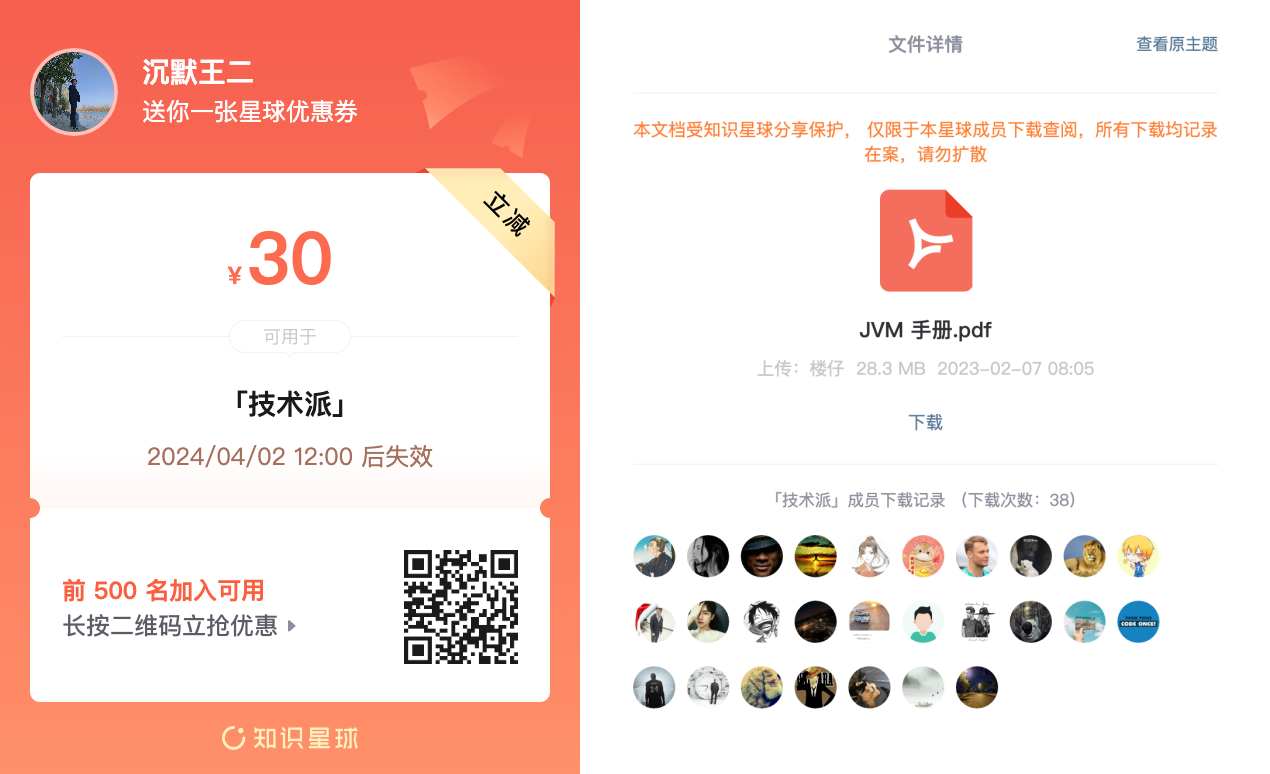 沉默王二
送你一张星球优惠券
立减
¥30
可用于
「技术派」
2024/04/02 12:00 后失效
前 500 名加入可用
长按二维码立抢优惠
知识星球
文件详情
查看原主题
本文档受知识星球分享保护， 仅限于本星球成员下载查阅，所有下载均记录
在案，请勿扩散
JVM 手册.pdf
上传：楼仔 28.3 MB 2023-02-07 08:05
下载
「技术派」成员下载记录 （下载次数：38）
CODE ONCE!